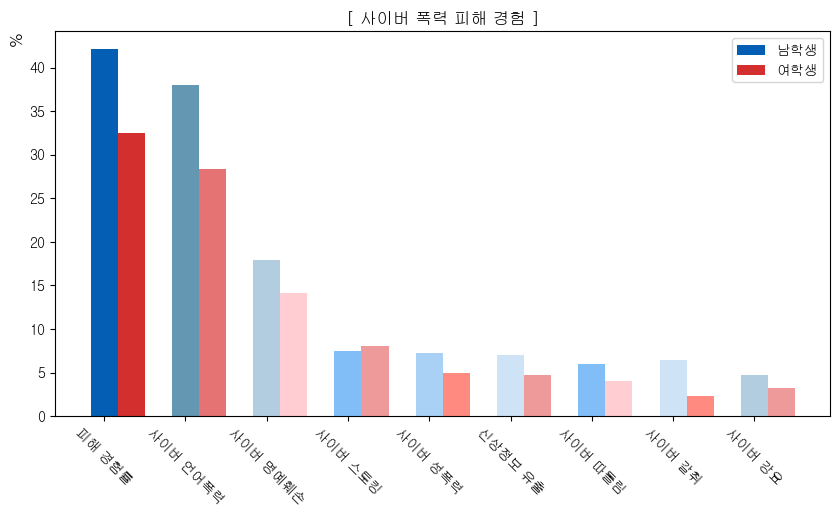 [ 사이버 폭력 피해 경험 ]
%
남학생
여학생
40
35
30
25
20
15
10
5
0
피해 경험률
사이버 언어폭력
사이버 명예훼손
사이버 스토킹
사이버 성폭력
신상정보 유출
사이버 따돌림
사이버 갈취
사이버 강요